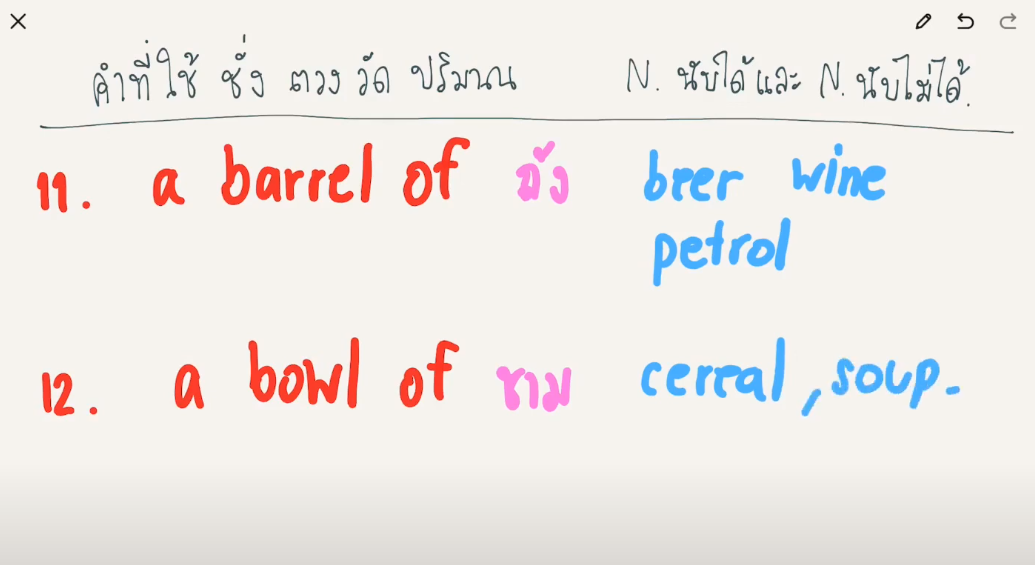 คำที่ใช้ ชั่ง ตวง วัด ปริมาณ N. นับได้ และ N. นับไม่ได้.
11. a barrel of ถัง beer wine
petrol
12. a bowl of ชาม cereal, soup.